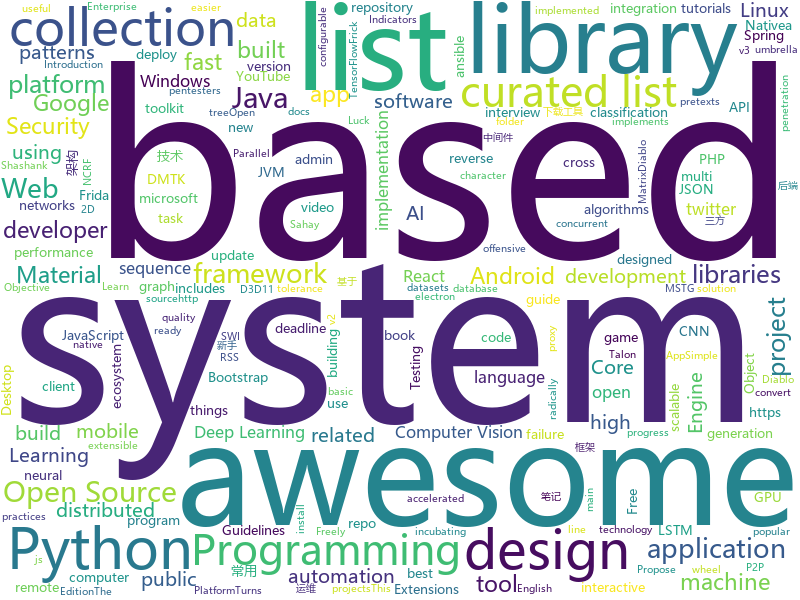 useful Enterprise easier
collection
patterns deploy
data
built
fast
YouTube
version
repository
integration
configurable
Indicators
TensorFlowFrick
list
library
implemented
tutorials
Linux
Nativea
Spring
v3 umbrella
Introduction
platform
Google
Windows
Java
app
ansible
software
curated list
pretexts
API
pentesters
toolkit
treeOpen
docs
new
Luck
interview
下载工具
folder
implements
classification
penetration
Security
using
架构
技术
Parallel
admin
implementation
reverse
中间件
cross
MatrixDiablo
PHP
multi
JSON
后端
Shashank
NCRF
Frida
DMTK
JVM
microsoft
task
character
Web
networks
2D
video
Sahay
AI
algorithms
twitter
concurrent
三方
based
developer
performance
update
offensive
designed
Material
sequence
framework
React
Android
development
libraries
Objective
Learn
graph
includes
D3D11
tolerance
基于
datasets
database
electron
guide
MSTG
solution
sourcehttp
system
quality
ready
SWI
新手
RSS
deadline
v2
book
code
game
CNN
proxy
project
JavaScript
native
ecosystem
Talon
AppSimple
Diablo
Object
convert
Desktop
client
Bootstrap
things
building
basic
use
Testing
language
radically
Core
open
scalable
Engine
https
build
mobile
extensible
Deep Learning
related
Computer Vision
failure
high
progress
generation
Learning
neural
awesome
框架
GPU
Open Source
distributed
practices
program
accelerated
笔记
main
Free
LSTM
popular
Python
Programming
Guidelines
install
repo
Freely
incubating
design
line
technology
Propose
wheel
P2P
application
js
remote
computer
EditionThe
public
PlatformTurns
常用
automation
运维
projectsThis
best
Extensions
tool
English
interactive
machine